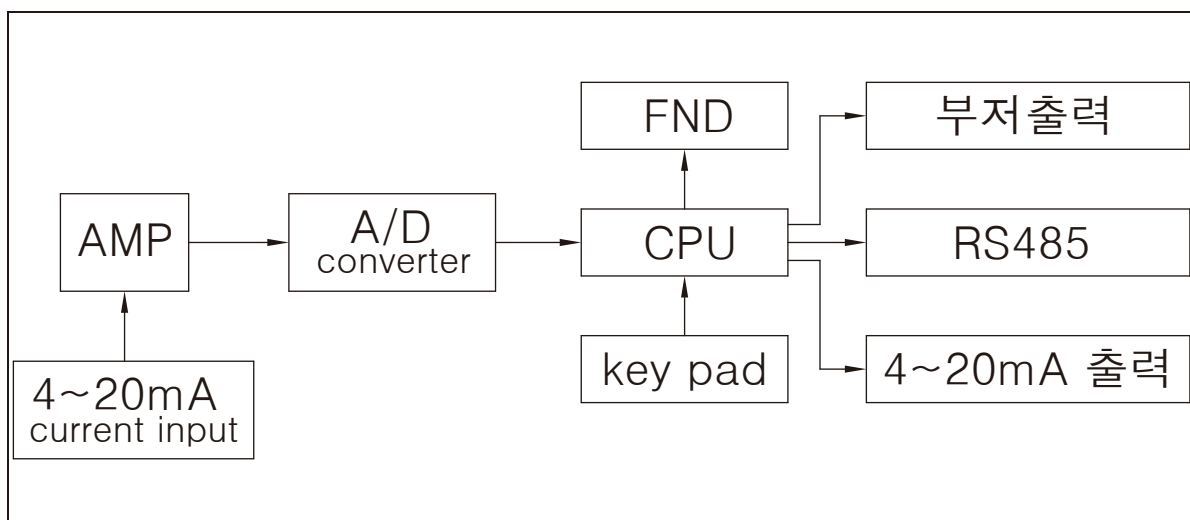 FND
부저출력
AMP
A/D
converter
CPU
RS485
4~20mA
current input
key pad
4~20mA 출력